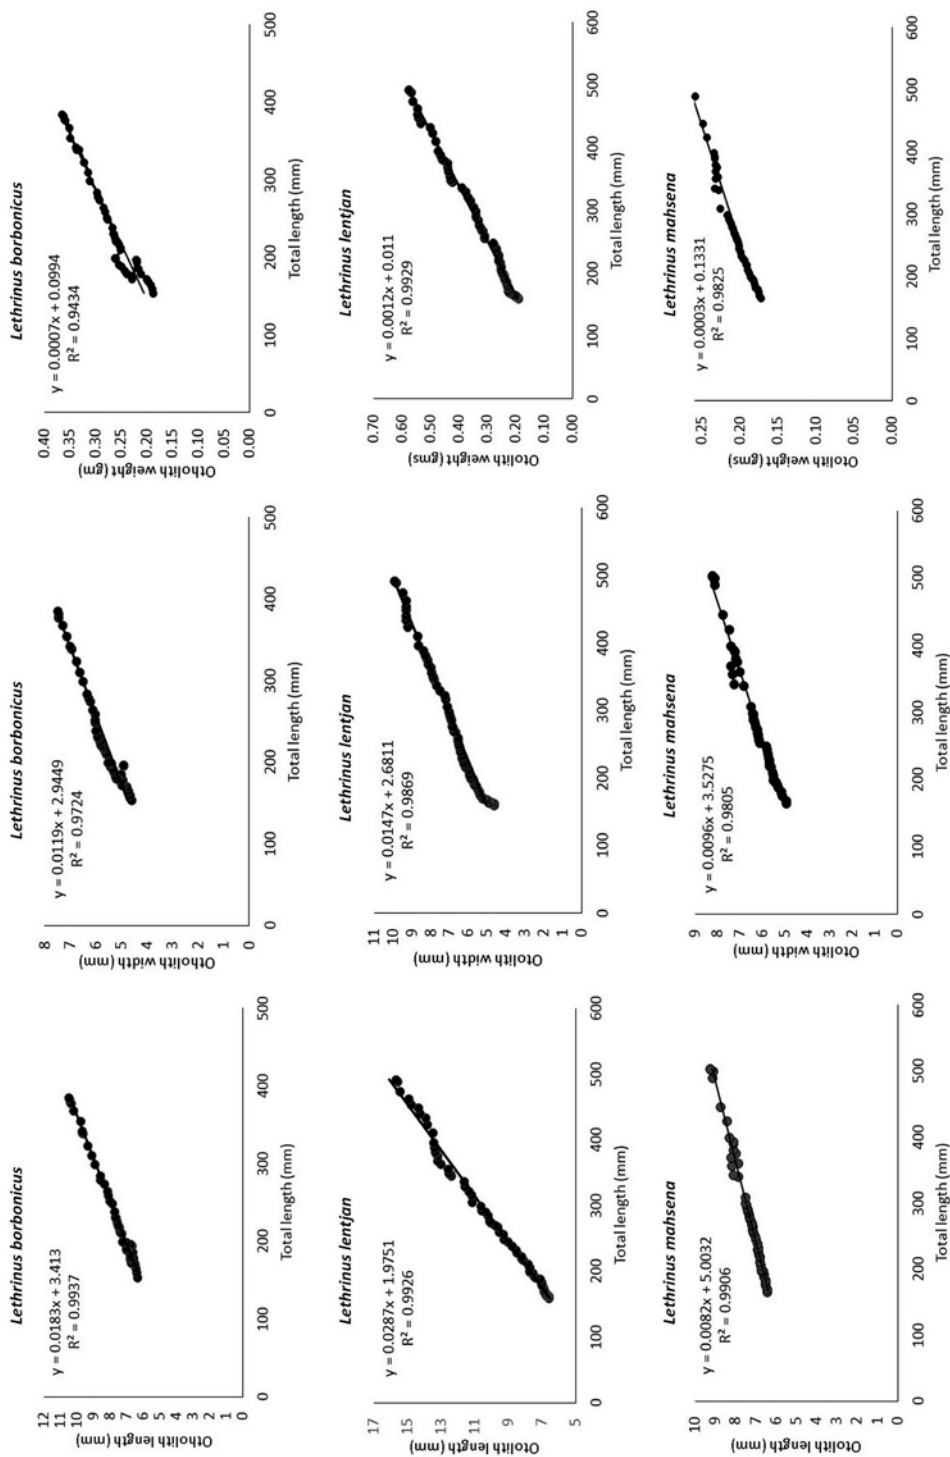 Lethrinus borbonicus
y = 0.0183x + 3.413
R² = 0.9937
Otolith length (mm)
12
11
10
9
8
7
6
5
4
3
2
1
0
0 100 200 300 400 500
Total length (mm)
Lethrinus borbonicus
y = 0.0119x + 2.9449
R² = 0.9724
Otolith width (mm)
8
7
6
5
4
3
2
1
0
0 100 200 300 400 500
Total length (mm)
Lethrinus borbonicus
y = 0.0007x + 0.0994
R² = 0.9434
Otholith weight (gm)
0.40
0.35
0.30
0.25
0.20
0.15
0.10
0.05
0.00
0 100 200 300 400 500
Total length (mm)
Lethrinus lentjan
y = 0.0287x + 1.9751
R² = 0.9926
Otolith length (mm)
17
15
13
11
9
7
5
0 100 200 300 400 500 600
Total length (mm)
Lethrinus lentjan
y = 0.0147x + 2.6811
R² = 0.9869
Otolith width (mm)
11
10
9
8
7
6
5
4
3
2
1
0
0 100 200 300 400 500 600
Total length (mm)
Lethrinus lentjan
y = 0.0012x + 0.011
R² = 0.9929
Otolith weight (gms)
0.70
0.60
0.50
0.40
0.30
0.20
0.10
0.00
0 100 200 300 400 500 600
Total length (mm)
Lethrinus mahsena
y = 0.0082x + 5.0032
R² = 0.9906
Otolith length (mm)
10
9
8
7
6
5
4
3
2
1
0
0 100 200 300 400 500 600
Total length (mm)
Lethrinus mahsena
y = 0.0096x + 3.5275
R² = 0.9805
Otolith width (mm)
9
8
7
6
5
4
3
2
1
0
0 100 200 300 400 500 600
Total length (mm)
Lethrinus mahsena
y = 0.0003x + 0.1331
R² = 0.9825
Otolith weight (gms)
0.25
0.20
0.15
0.10
0.05
0.00
0 100 200 300 400 500 600
Total length (mm)